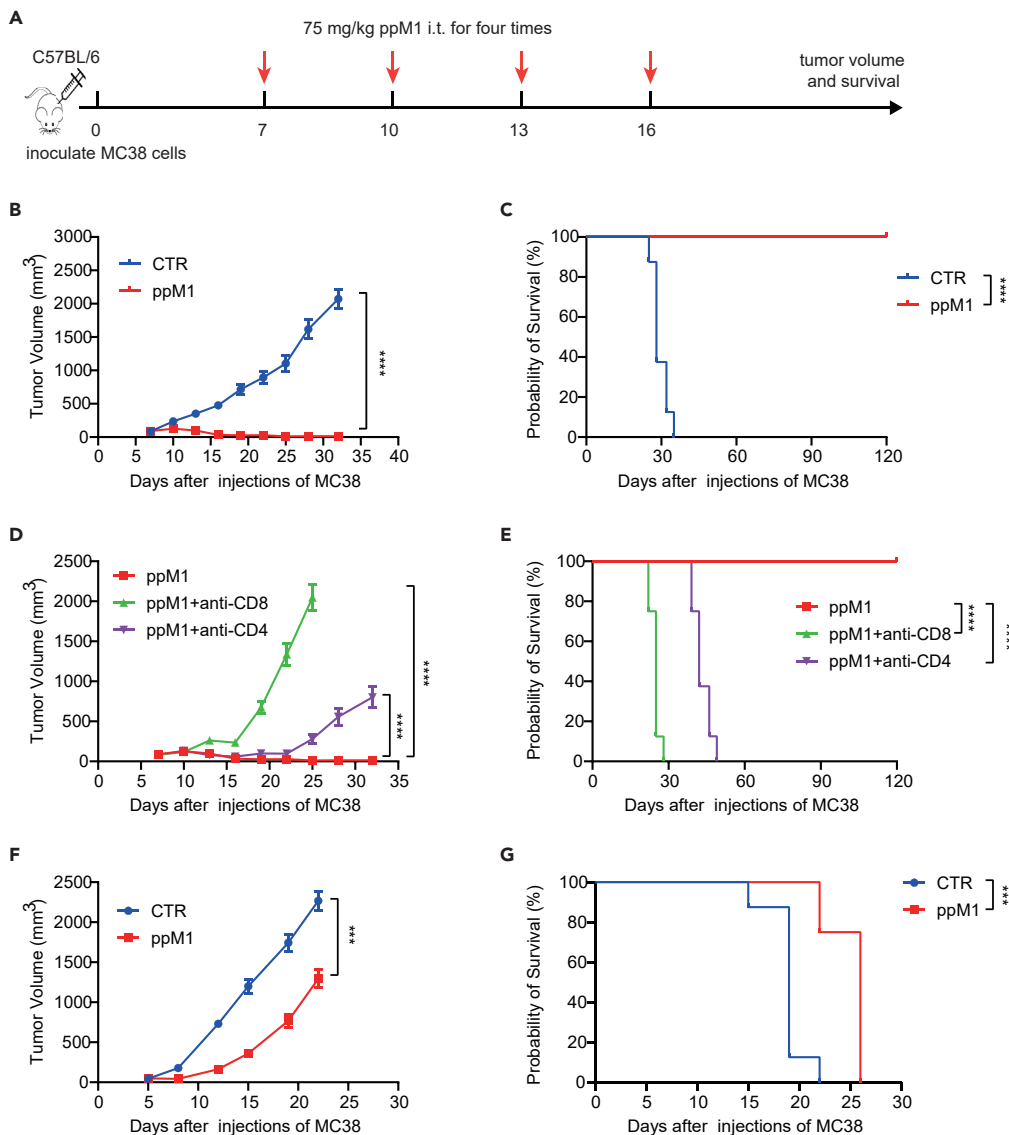 A
75 mg/kg ppM1 i.t. for four times
C57BL/6
tumor volume
and survival
0
7
10
13
16
inoculate MC38 cells
B
3000
2500
2000
1500
1000
500
0
Tumor Volume (mm³)
CTR
ppM1
****
0
5
10
15
20
25
30
35
40
Days after injections of MC38
C
100
80
60
40
20
0
Probability of Survival (%)
CTR
ppM1
****
0
30
60
90
120
Days after injections of MC38
D
2500
2000
1500
1000
500
0
Tumor Volume (mm³)
ppM1
ppM1+anti-CD8
ppM1+anti-CD4
****
****
0
5
10
15
20
25
30
35
Days after injections of MC38
E
100
80
60
40
20
0
Probability of Survival (%)
ppM1
ppM1+anti-CD8
ppM1+anti-CD4
****
****
0
30
60
90
120
Days after injections of MC38
F
2500
2000
1500
1000
500
0
Tumor Volume (mm³)
CTR
ppM1
***
0
5
10
15
20
25
30
Days after injections of MC38
G
100
80
60
40
20
0
Probability of Survival (%)
CTR
ppM1
***
0
5
10
15
20
25
30
Days after injections of MC38